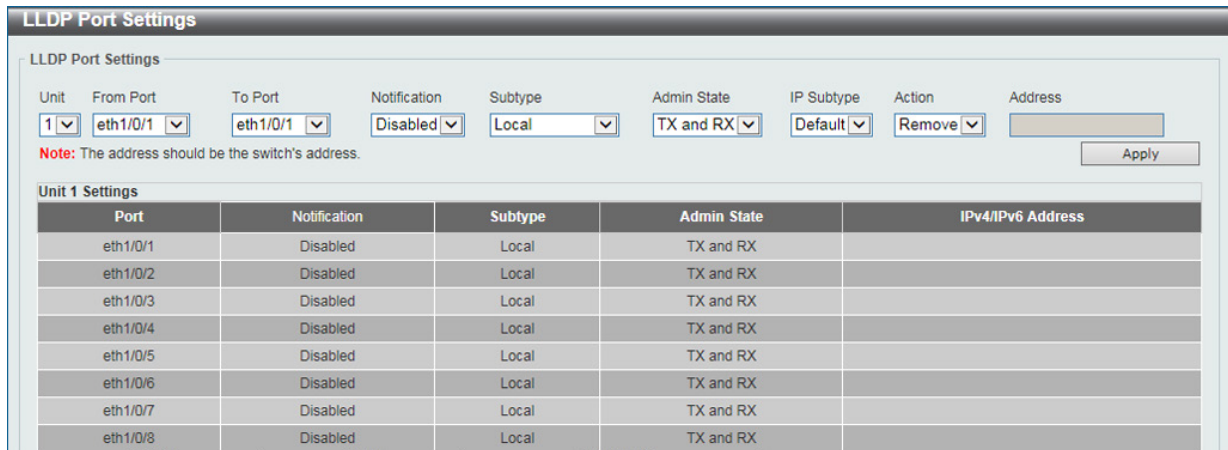 LLDP Port Settings
LLDP Port Settings
Unit From Port To Port Notification Subtype Admin State IP Subtype Action Address
1 eth1/0/1 eth1/0/1 Disabled Local TX and RX Default Remove
Note: The address should be the switch's address. Apply
Unit 1 Settings
Port Notification Subtype Admin State IPv4/IPv6 Address
eth1/0/1 Disabled Local TX and RX
eth1/0/2 Disabled Local TX and RX
eth1/0/3 Disabled Local TX and RX
eth1/0/4 Disabled Local TX and RX
eth1/0/5 Disabled Local TX and RX
eth1/0/6 Disabled Local TX and RX
eth1/0/7 Disabled Local TX and RX
eth1/0/8 Disabled Local TX and RX